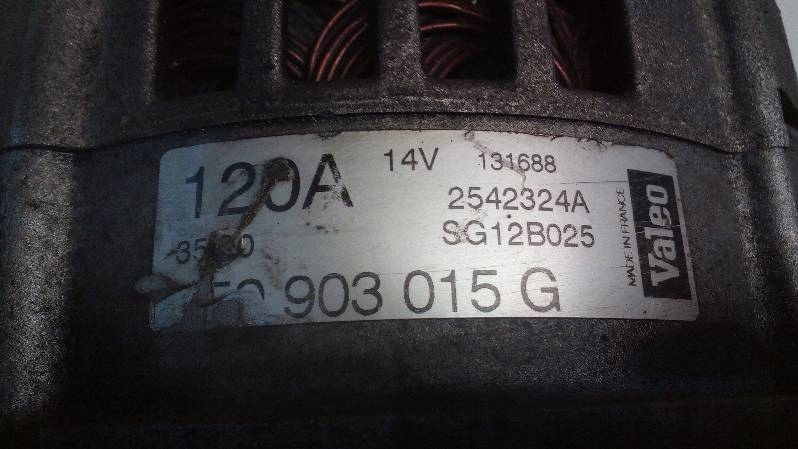 120A 14V 131688
2542324A
SG12B025
903 015 G
MADE IN FRANCE
Valeo